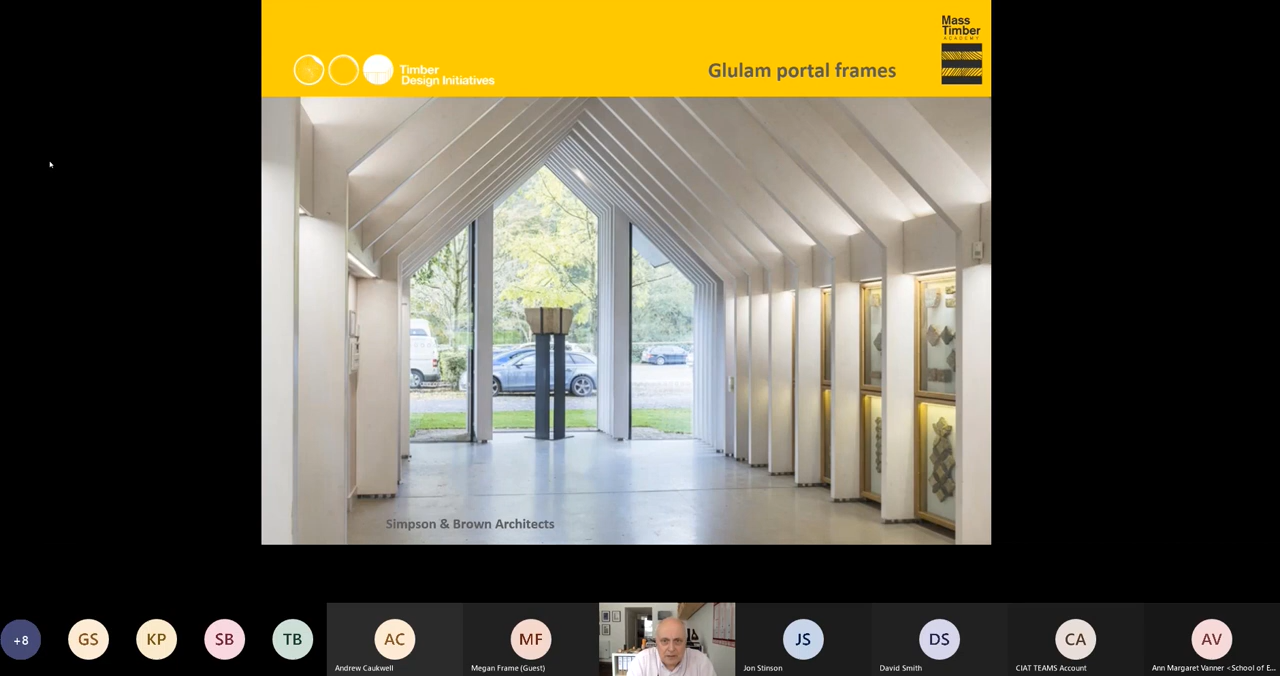 Mass
Timber
ACADEMY
Timber
Design Initiatives
Glulam portal frames
Simpson & Brown Architects
+8
GS
KP
SB
TB
AC
MF
JS
DS
CA
AV
Andrew Caukwell
Megan Frame (Guest)
Jon Stinson
David Smith
CIAT TEAMS Account
Ann Margaret Vanner <School of E...